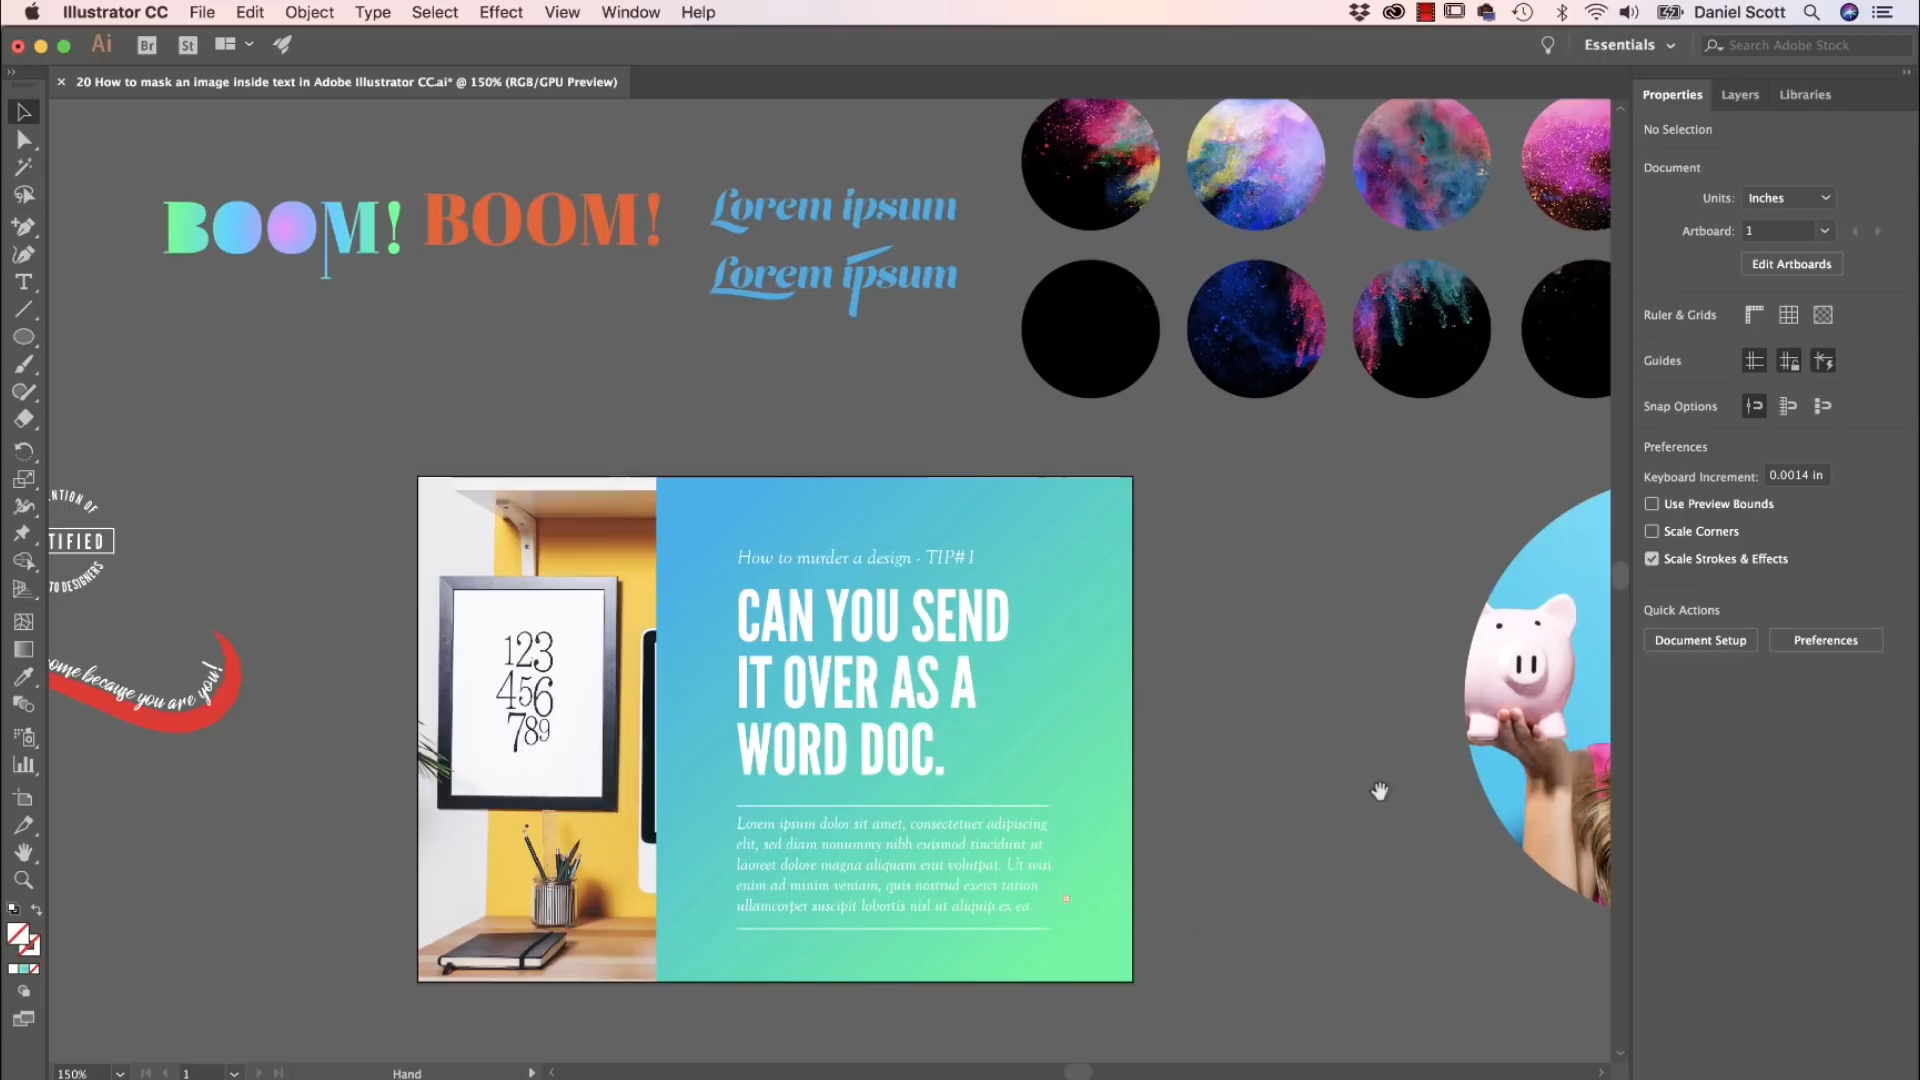 Illustrator CC File Edit Object Type Select Effect View Window Help Daniel Scott
Ai Br St Essentials Search Adobe Stock
× 20 How to mask an image inside text in Adobe Illustrator CC.ai* @ 150% (RGB/GPU Preview)
Properties Layers Libraries
No Selection
Document
Units: Inches
Artboard: 1
Edit Artboards
Ruler & Grids
Guides
Snap Options
Preferences
Keyboard Increment: 0.0014 in
Use Preview Bounds
Scale Corners
Scale Strokes & Effects
Quick Actions
Document Setup Preferences
BOOM! BOOM! Lorem ipsum
Lorem ipsum
NTION OF
TIFIED
TO DESIGNERS
ome because you are you!
123
456
789
How to murder a design - TIP#1
CAN YOU SEND
IT OVER AS A
WORD DOC.
Lorem ipsum dolor sit amet, consectetuer adipiscing
elit, sed diam nonummy nibh euismod tincidunt ut
laoreet dolore magna aliquam erat volutpat. Ut wisi
enim ad minim veniam, quis nostrud exerci tation
ullamcorper suscipit lobortis nisl ut aliquip ex ea
150% 1 Hand